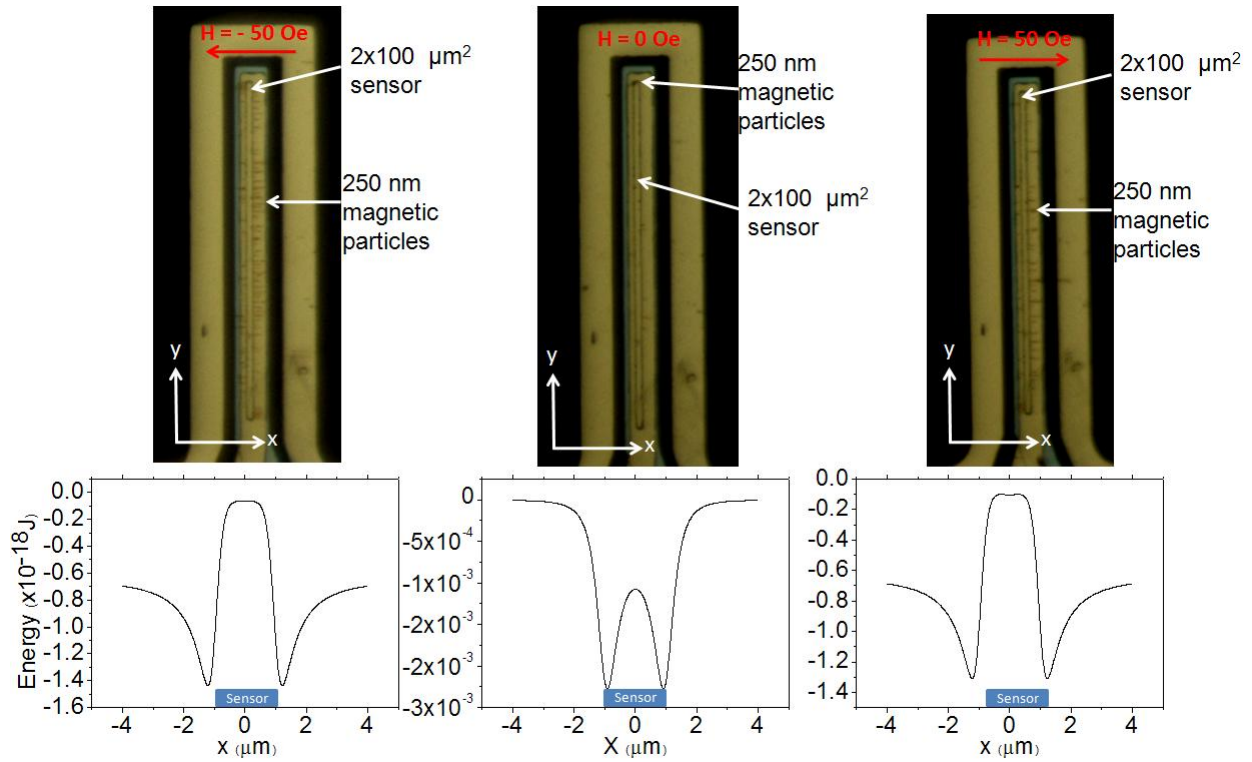 H = - 50 Oe
2x100 μm²
sensor
250 nm
magnetic
particles
y
x
H = 0 Oe
250 nm
magnetic
particles
2x100 μm²
sensor
y
x
H = 50 Oe
2x100 μm²
sensor
250 nm
magnetic
particles
y
x
Energy (x10⁻¹⁸J)
0.0
-0.2
-0.4
-0.6
-0.8
-1.0
-1.2
-1.4
-1.6
Sensor
-4 -2 0 2 4
x (μm)
0
-5x10⁻⁴
-1x10⁻³
-2x10⁻³
-2x10⁻³
-3x10⁻³
Sensor
-4 -2 0 2 4
X (μm)
0.0
-0.2
-0.4
-0.6
-0.8
-1.0
-1.2
-1.4
Sensor
-4 -2 0 2 4
x (μm)